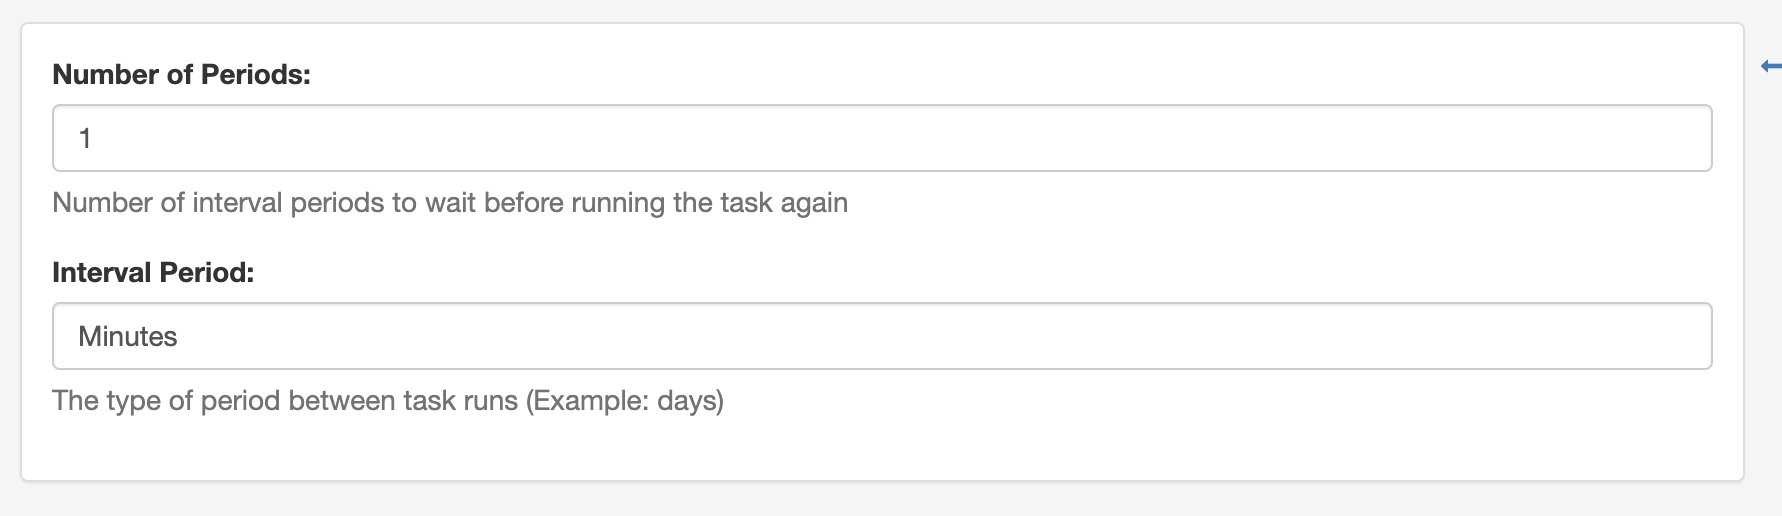 Number of Periods:
1
Number of interval periods to wait before running the task again
Interval Period:
Minutes
The type of period between task runs (Example: days)